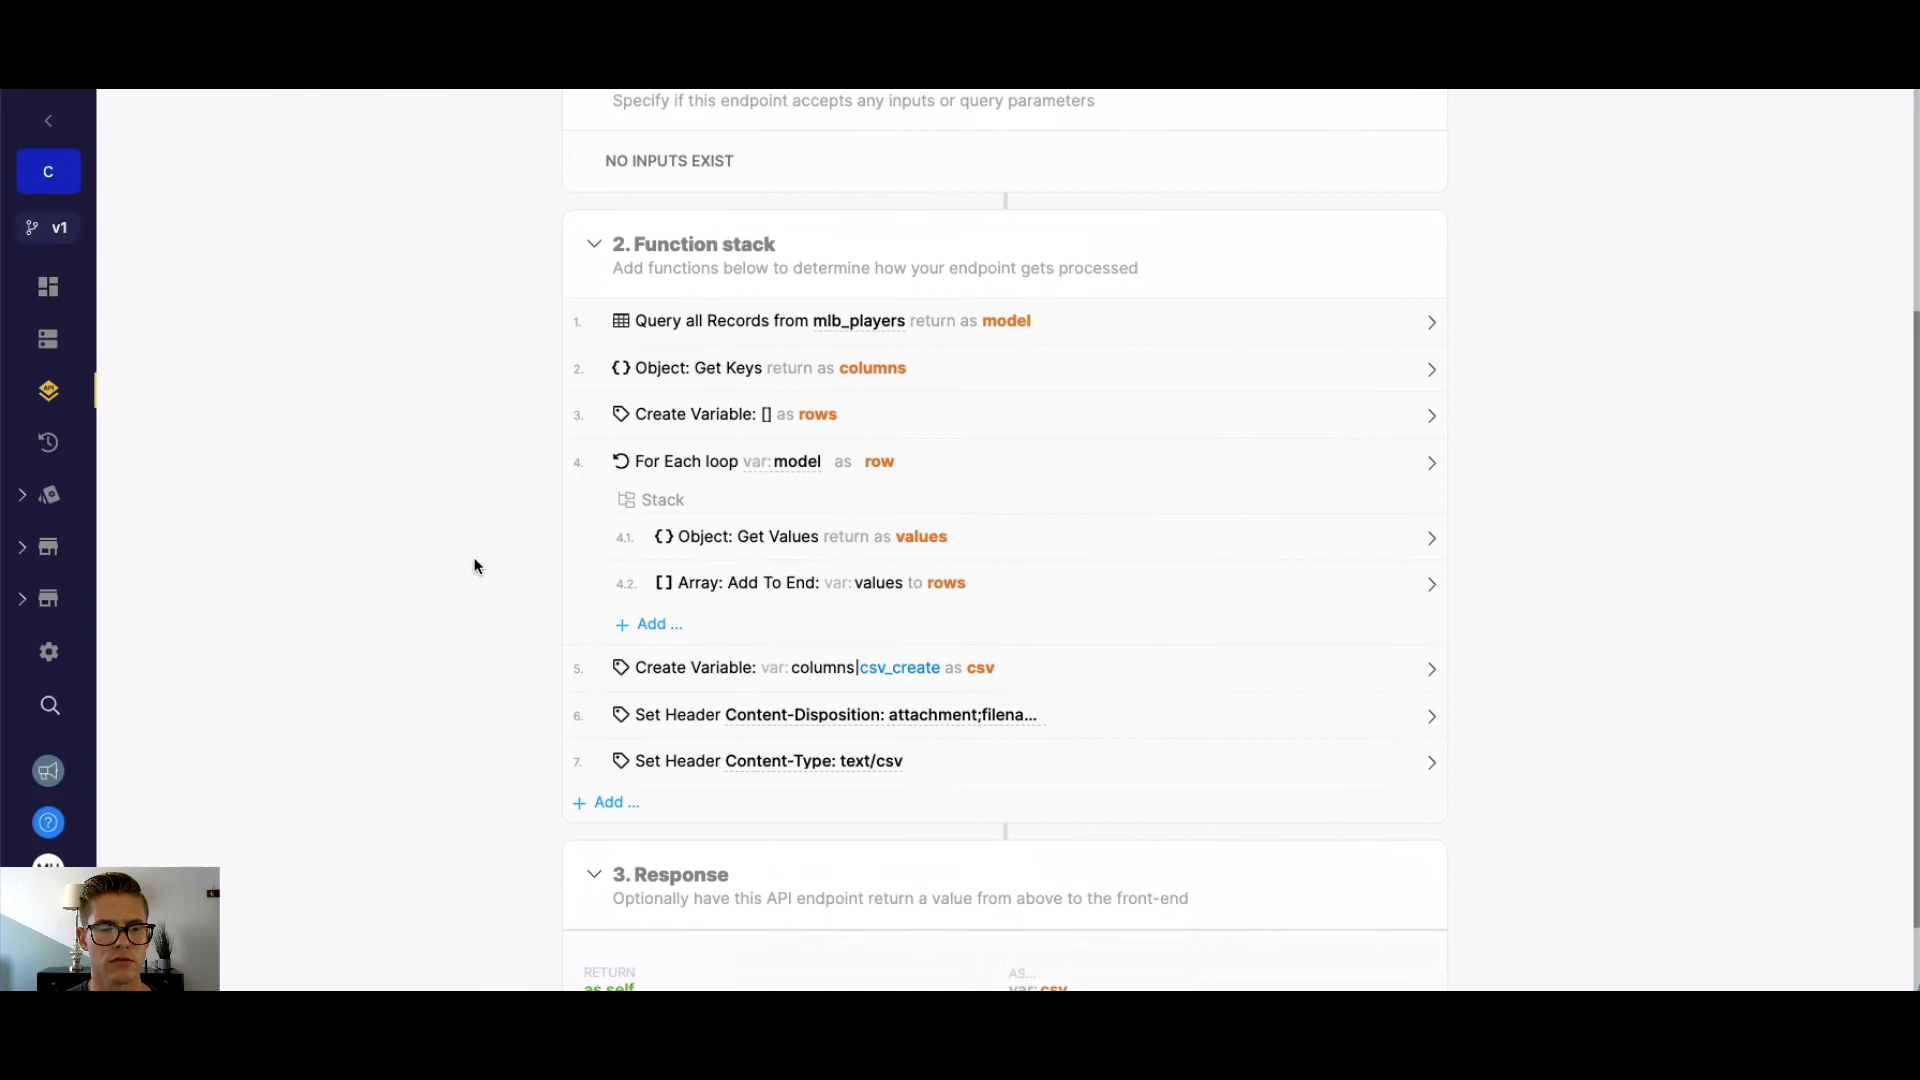 Specify if this endpoint accepts any inputs or query parameters
NO INPUTS EXIST
C
v1
2. Function stack
Add functions below to determine how your endpoint gets processed
1. Query all Records from mlb_players return as model
2. {} Object: Get Keys return as columns
3. Create Variable: [] as rows
4. For Each loop var: model as row
Stack
4.1. {} Object: Get Values return as values
4.2. [] Array: Add To End: var: values to rows
+ Add ...
5. Create Variable: var: columns|csv_create as csv
6. Set Header Content-Disposition: attachment;filena...
7. Set Header Content-Type: text/csv
+ Add ...
3. Response
Optionally have this API endpoint return a value from above to the front-end
RETURN AS...
as self var: csv
API